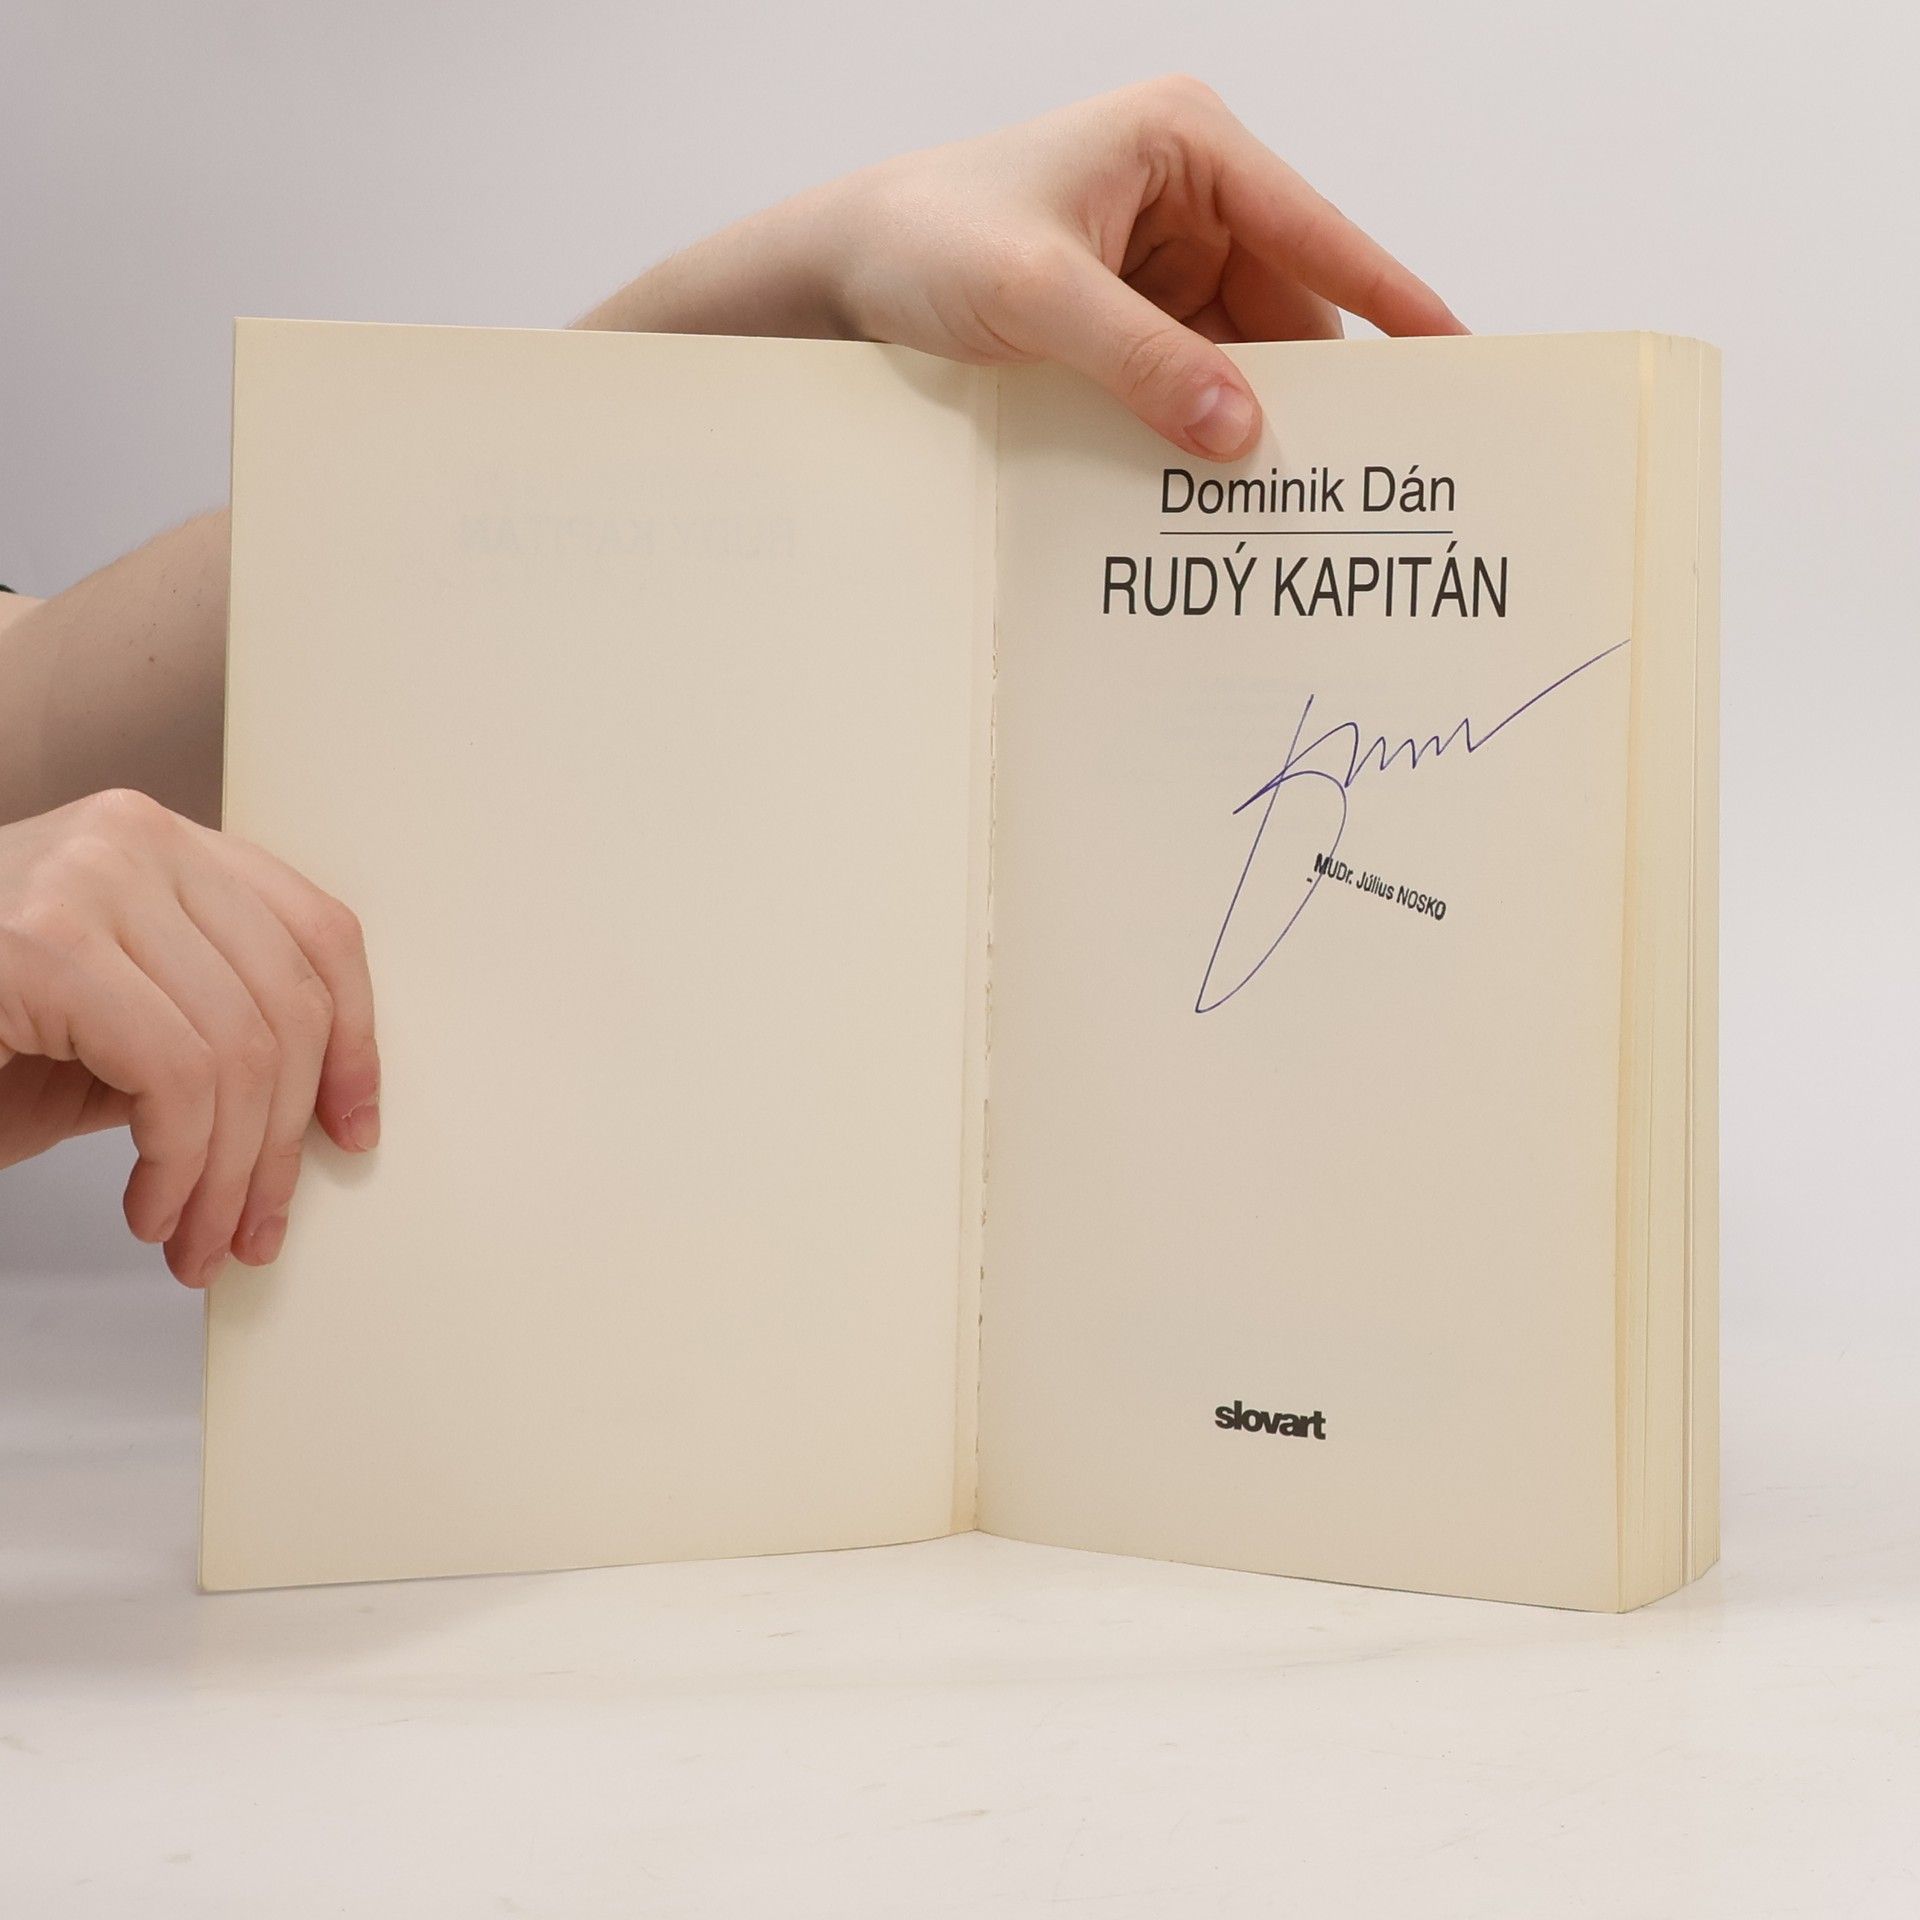 Dominik Dán
RUDÝ KAPITÁN
MUDr. Július NOSKO
slovart